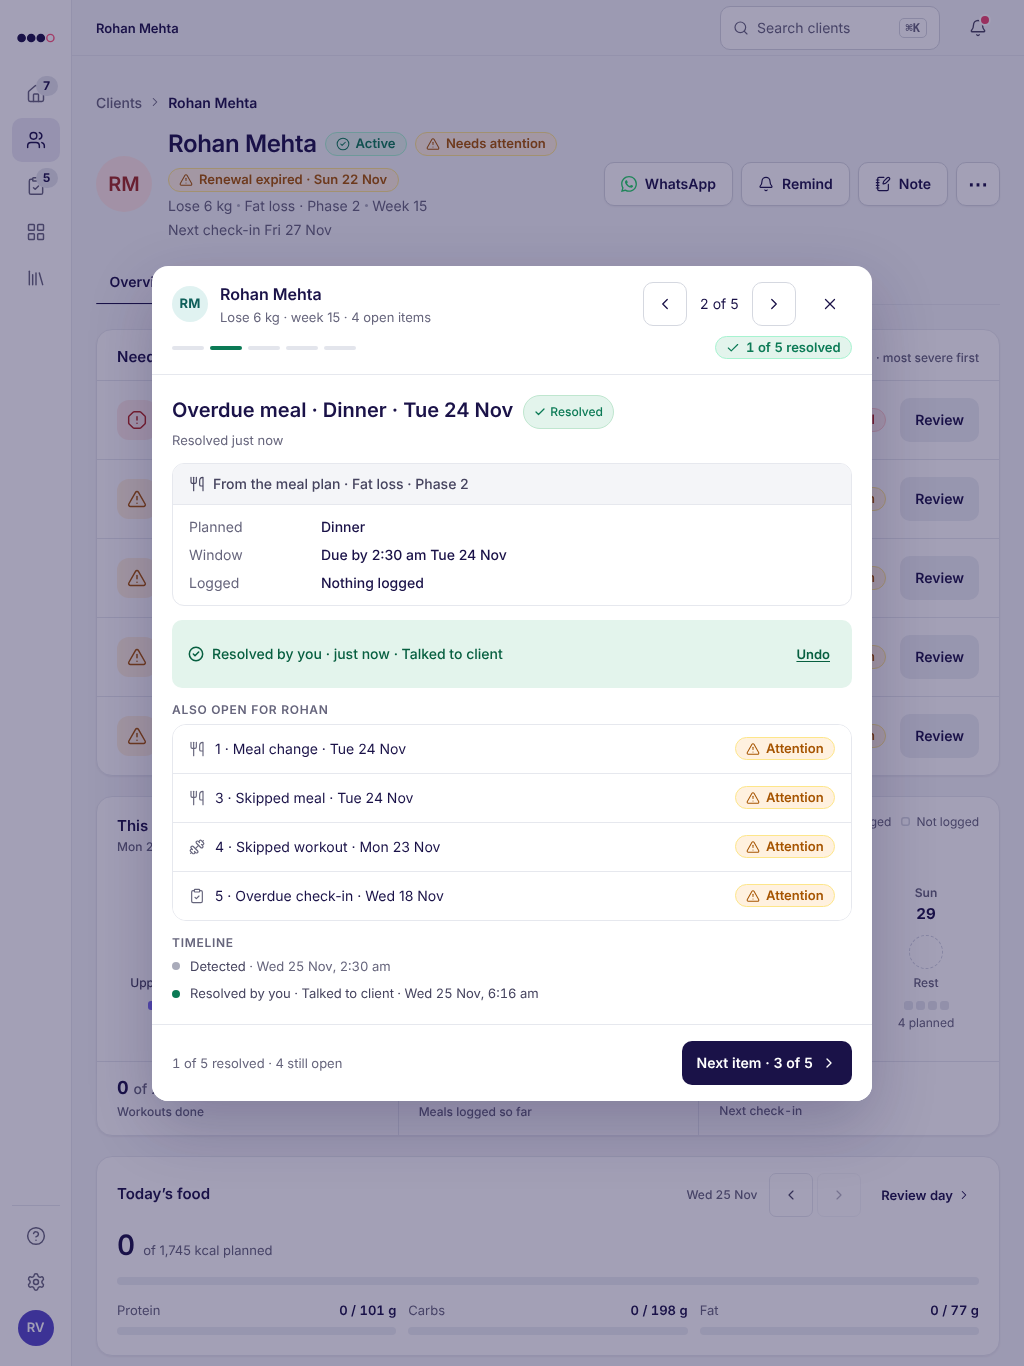 Rohan Mehta
Search clients
⌘K
7
5
Clients
Rohan Mehta
RM
Rohan Mehta
Active
Needs attention
Renewal expired · Sun 22 Nov
Lose 6 kg · Fat loss · Phase 2 · Week 15
Next check-in Fri 27 Nov
WhatsApp
Remind
Note
RM
Rohan Mehta
Lose 6 kg · week 15 · 4 open items
2 of 5
1 of 5 resolved
· most severe first
Overdue meal · Dinner · Tue 24 Nov
Resolved
Resolved just now
From the meal plan · Fat loss · Phase 2
Planned
Dinner
Window
Due by 2:30 am Tue 24 Nov
Logged
Nothing logged
Resolved by you · just now · Talked to client
Undo
ALSO OPEN FOR ROHAN
1 · Meal change · Tue 24 Nov
Attention
3 · Skipped meal · Tue 24 Nov
Attention
4 · Skipped workout · Mon 23 Nov
Attention
5 · Overdue check-in · Wed 18 Nov
Attention
TIMELINE
Detected · Wed 25 Nov, 2:30 am
Resolved by you · Talked to client · Wed 25 Nov, 6:16 am
1 of 5 resolved · 4 still open
Next item · 3 of 5
Review
Review
Review
Review
Review
This
Mon 2
Not logged
Sun
29
Rest
4 planned
0 of
Workouts done
Meals logged so far
Next check-in
Today's food
Wed 25 Nov
Review day
0 of 1,745 kcal planned
Protein
0 / 101 g
Carbs
0 / 198 g
Fat
0 / 77 g
RV